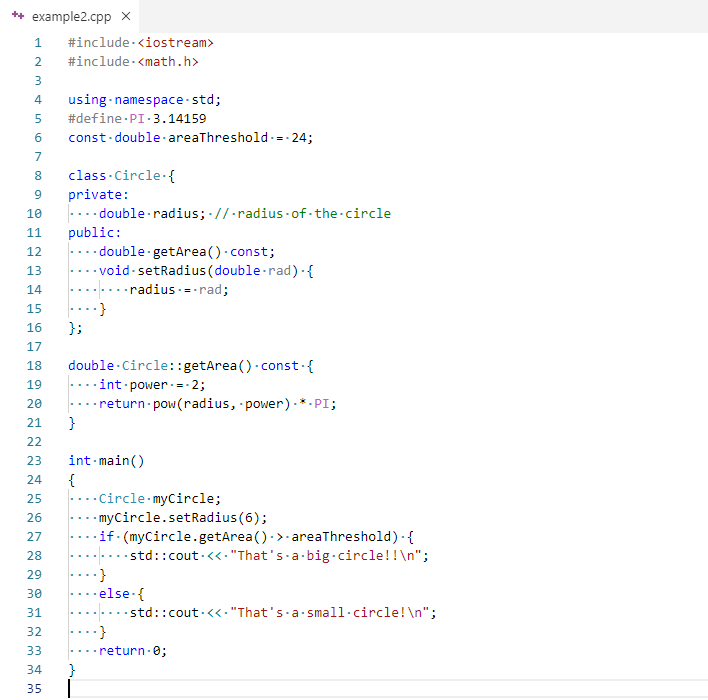 example2.cpp
1 #include <iostream>
2 #include <math.h>
3
4 using namespace std;
5 #define PI 3.14159
6 const double areaThreshold = 24;
7
8 class Circle {
9 private:
10     double radius; // radius of the circle
11 public:
12     double getArea() const;
13     void setRadius(double rad) {
14         radius = rad;
15     }
16 };
17
18 double Circle::getArea() const {
19     int power = 2;
20     return pow(radius, power) * PI;
21 }
22
23 int main()
24 {
25     Circle myCircle;
26     myCircle.setRadius(6);
27     if (myCircle.getArea() > areaThreshold) {
28         std::cout << "That's a big circle!!\n";
29     }
30     else {
31         std::cout << "That's a small circle!\n";
32     }
33     return 0;
34 }
35